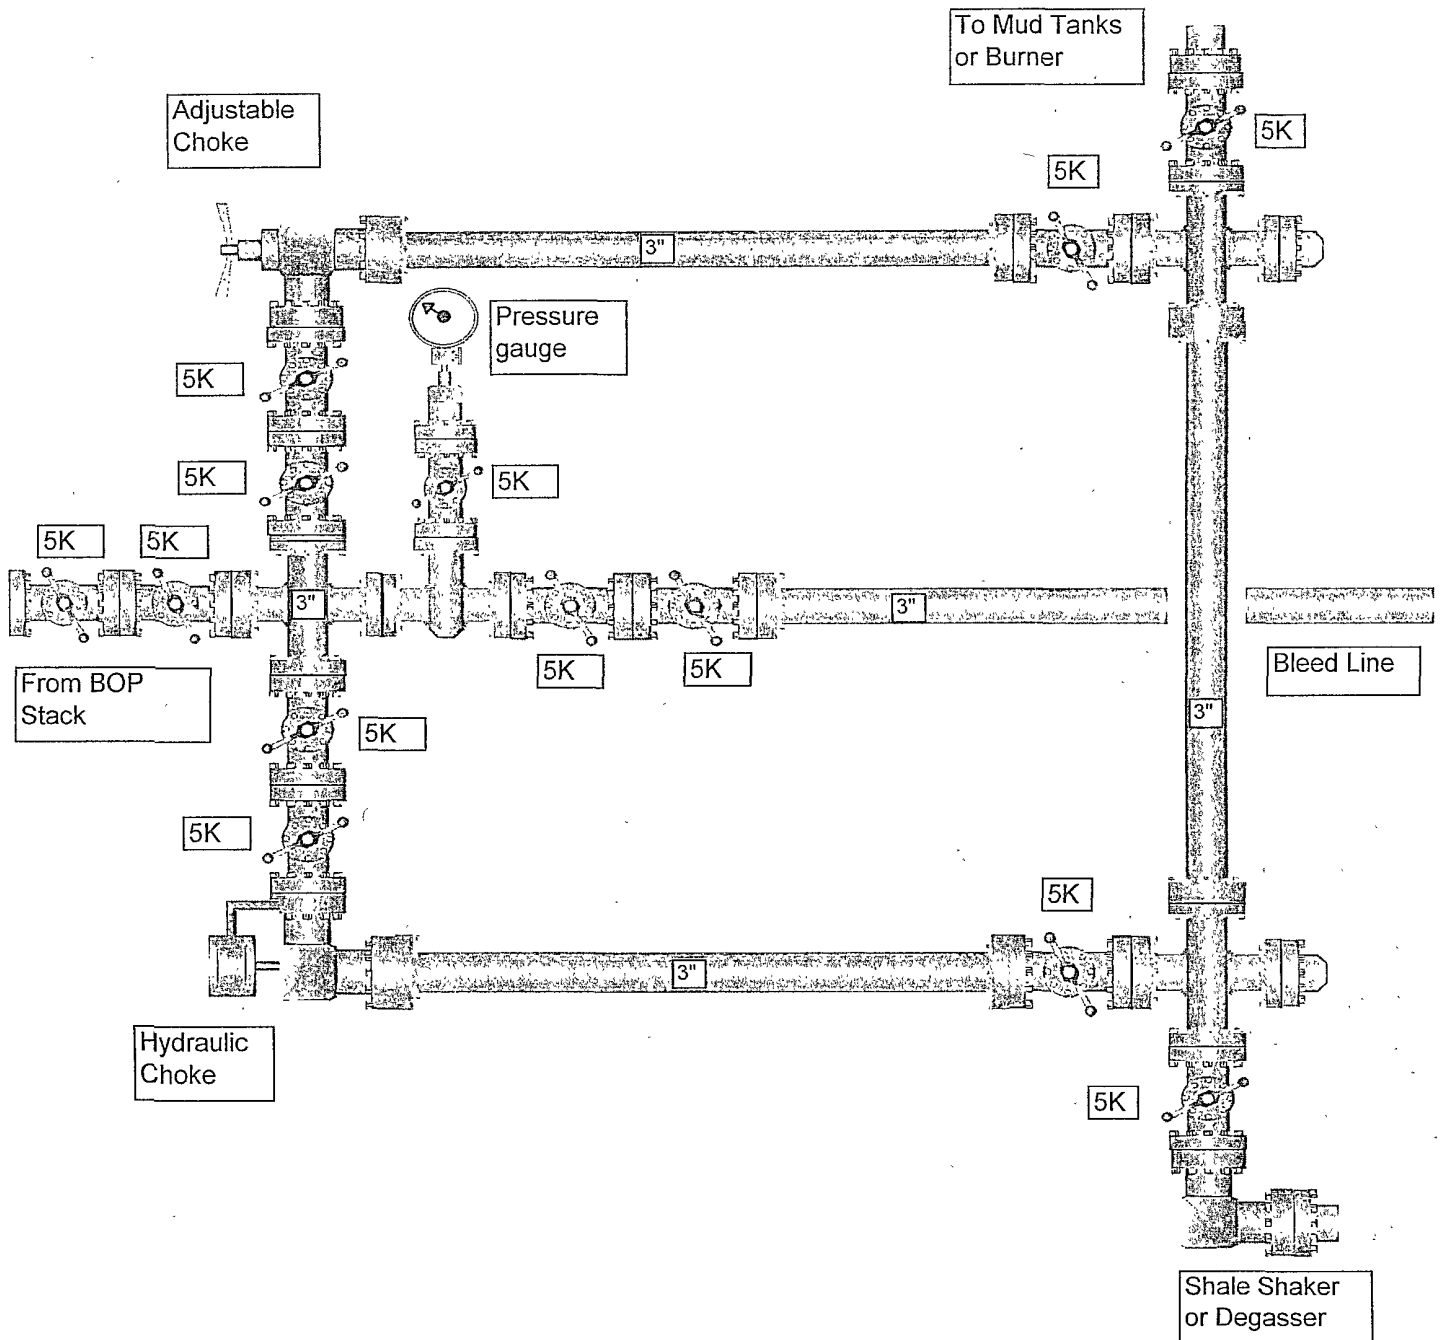 To Mud Tanks
or Burner
Adjustable
Choke
5K
5K
3"
Pressure
gauge
5K
5K
5K
5K
5K
3"
3"
5K
5K
From BOP
Stack
Bleed Line
3"
5K
5K
5K
3"
Hydraulic
Choke
5K
Shale Shaker
or Degasser